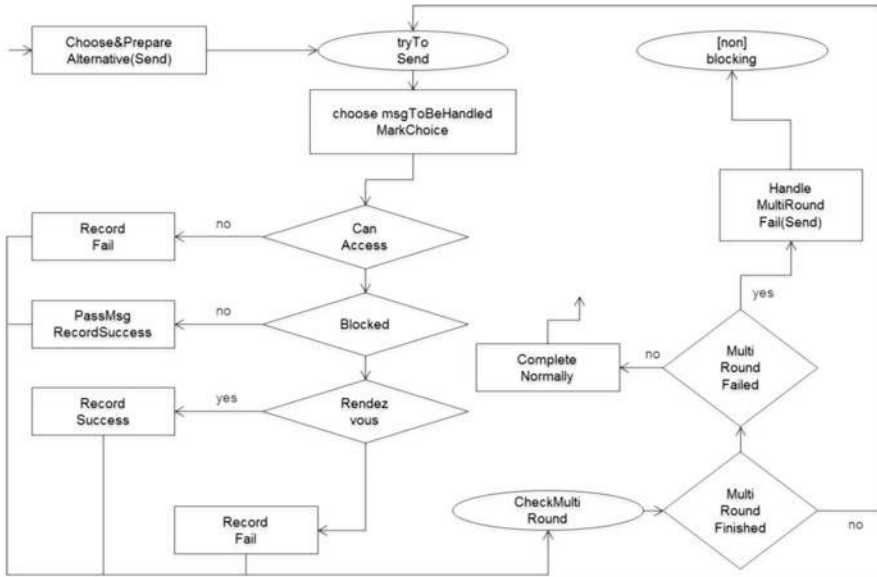 Choose&Prepare
Alternative(Send)
tryTo
Send
[non]
blocking
choose msgToBeHandled
MarkChoice
Handle
MultiRound
Fail(Send)
Record
Fail
no
Can
Access
yes
PassMsg
RecordSuccess
no
Blocked
Complete
Normally
no
Multi
Round
Failed
Record
Success
yes
Rendez
vous
CheckMulti
Round
Multi
Round
Finished
no
Record
Fail